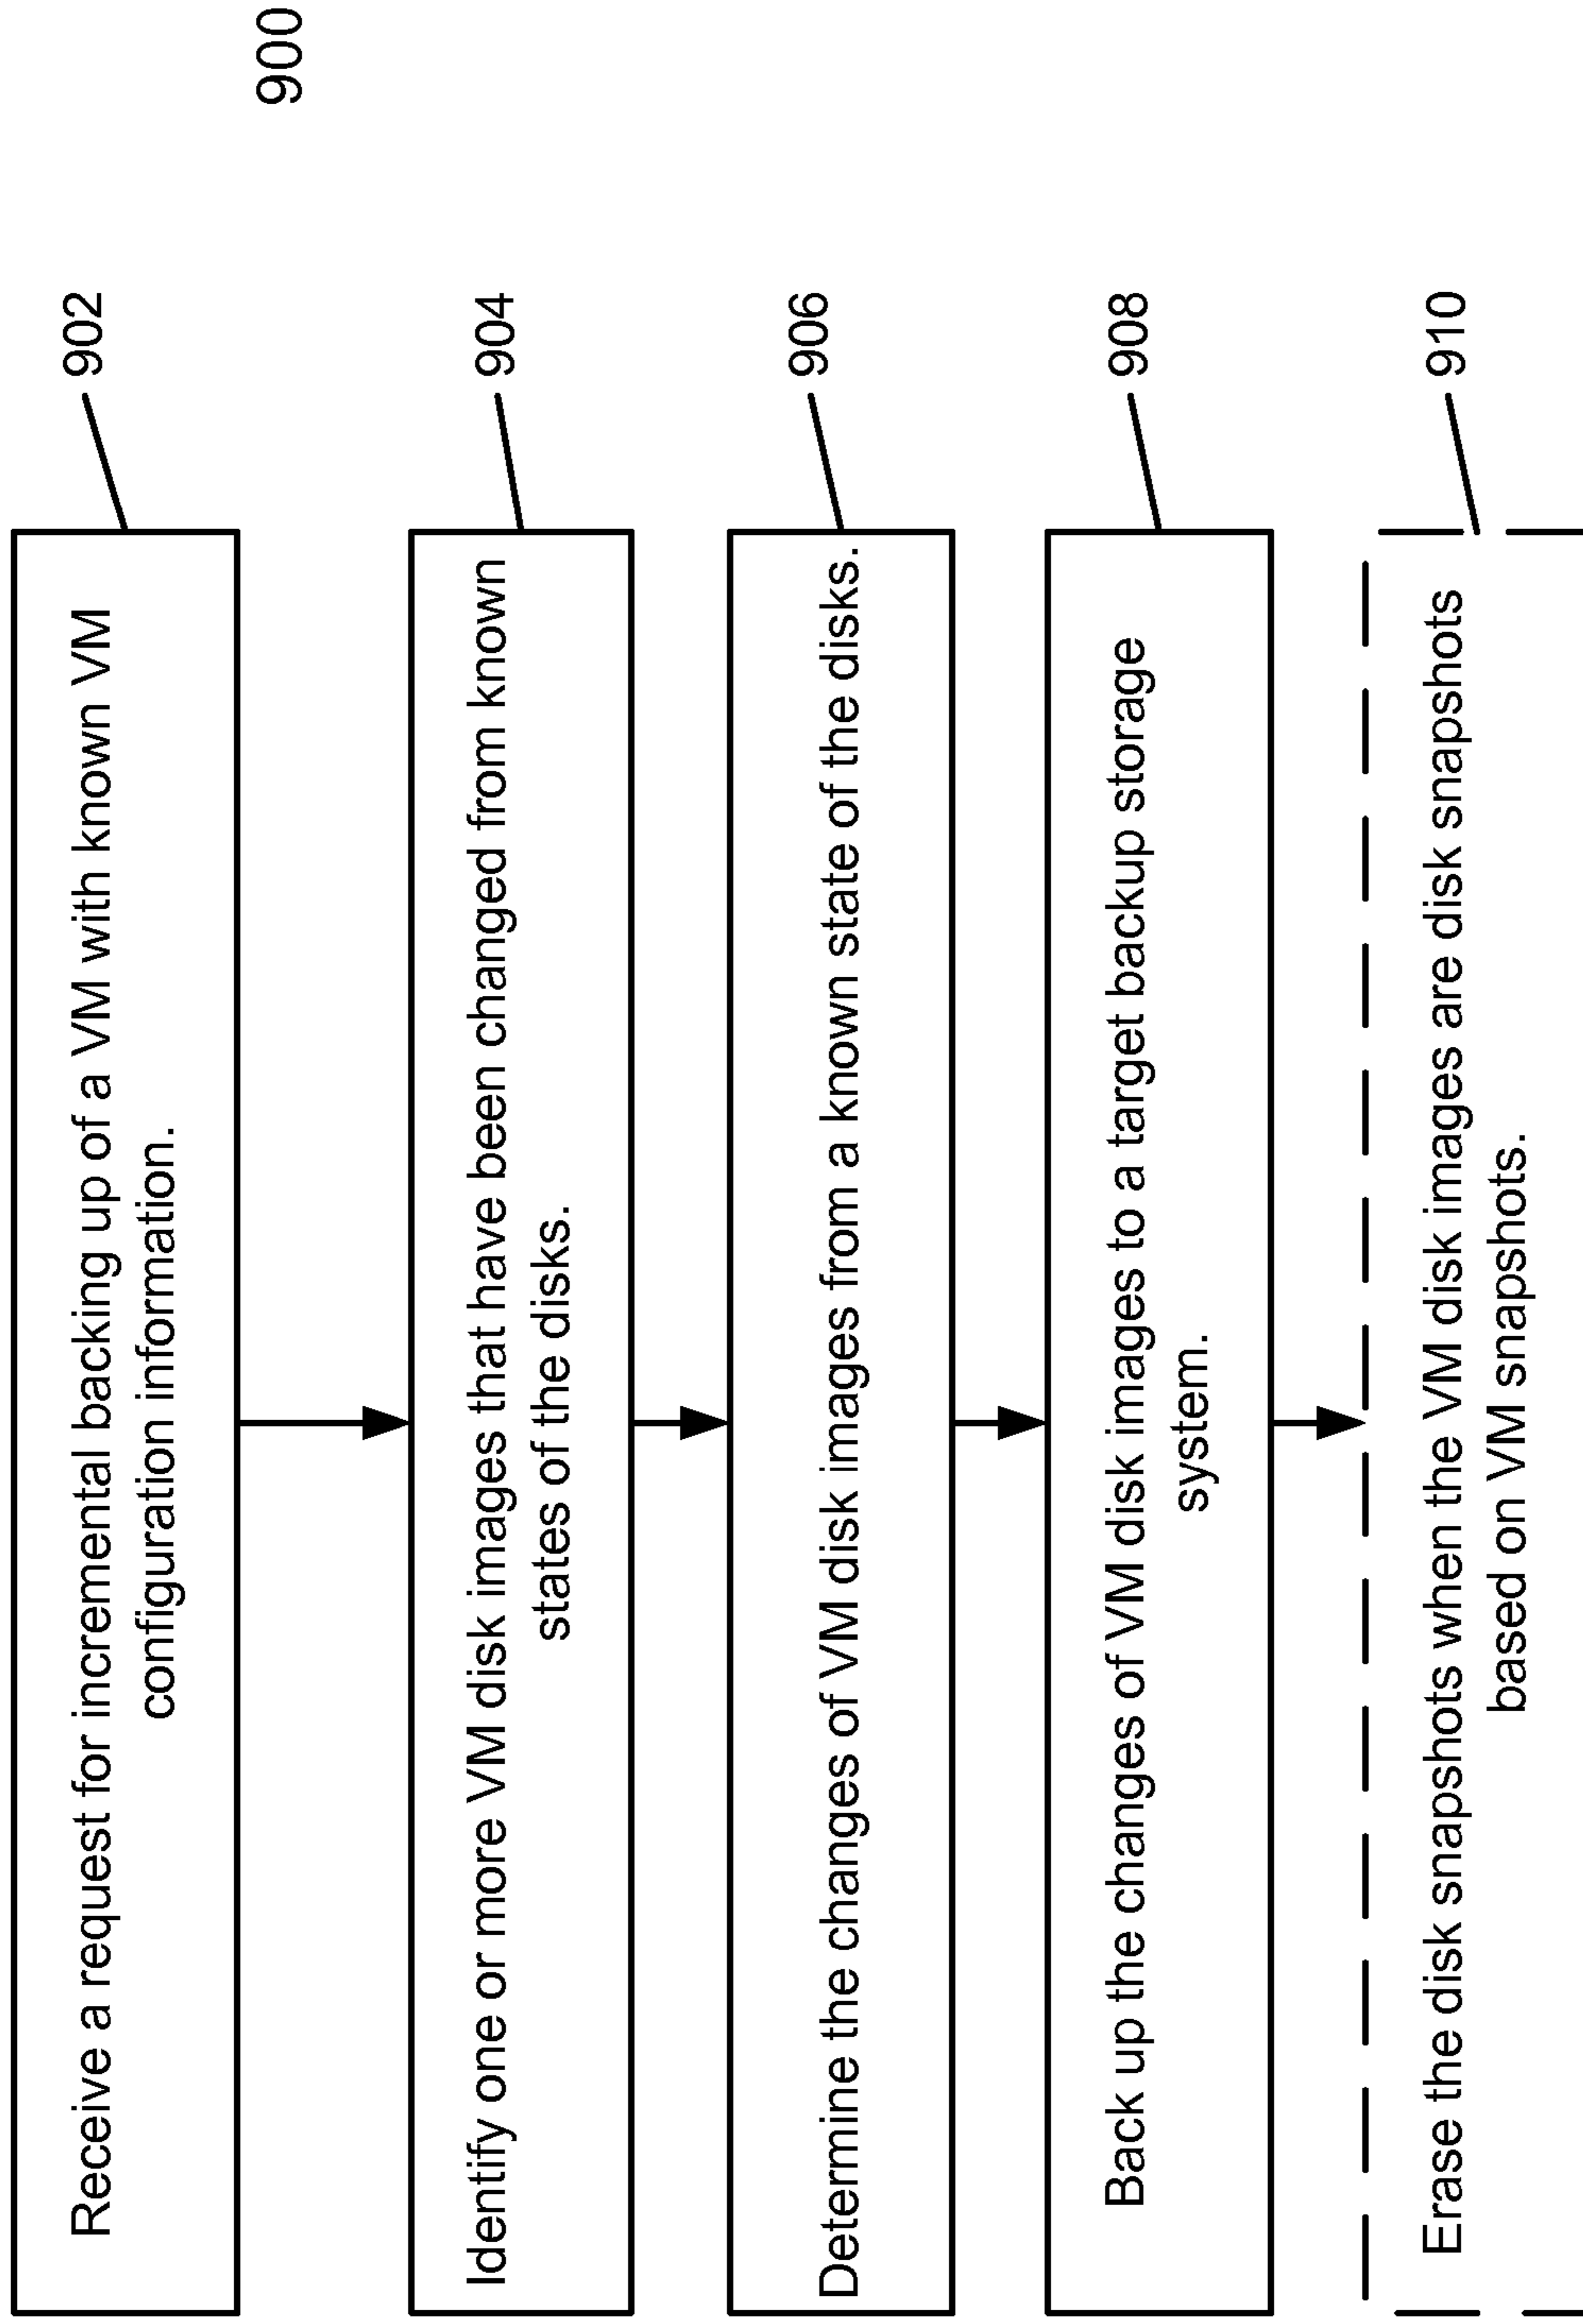 900
Receive a request for incremental backing up of a VM with known VM
configuration information.
902
Identify one or more VM disk images that have been changed from known
states of the disks.
904
Determine the changes of VM disk images from a known state of the disks.
906
Back up the changes of VM disk images to a target backup storage
system.
908
Erase the disk snapshots when the VM disk images are disk snapshots
based on VM snapshots.
910